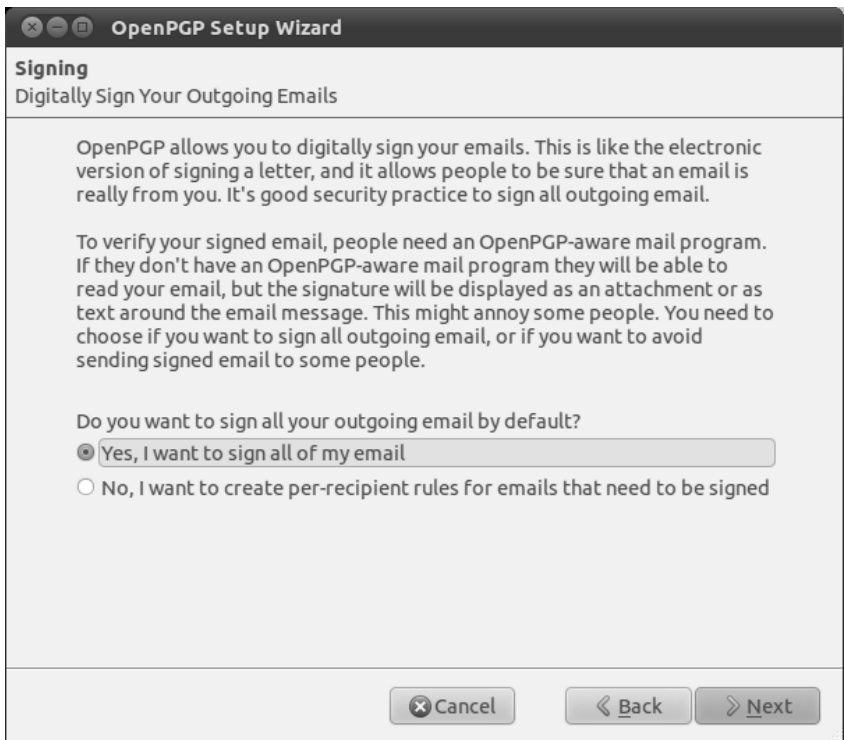 OpenPGP Setup Wizard
Signing
Digitally Sign Your Outgoing Emails
OpenPGP allows you to digitally sign your emails. This is like the electronic
version of signing a letter, and it allows people to be sure that an email is
really from you. It's good security practice to sign all outgoing email.
To verify your signed email, people need an OpenPGP-aware mail program.
If they don't have an OpenPGP-aware mail program they will be able to
read your email, but the signature will be displayed as an attachment or as
text around the email message. This might annoy some people. You need to
choose if you want to sign all outgoing email, or if you want to avoid
sending signed email to some people.
Do you want to sign all your outgoing email by default?
Yes, I want to sign all of my email
No, I want to create per-recipient rules for emails that need to be signed
Cancel Back Next